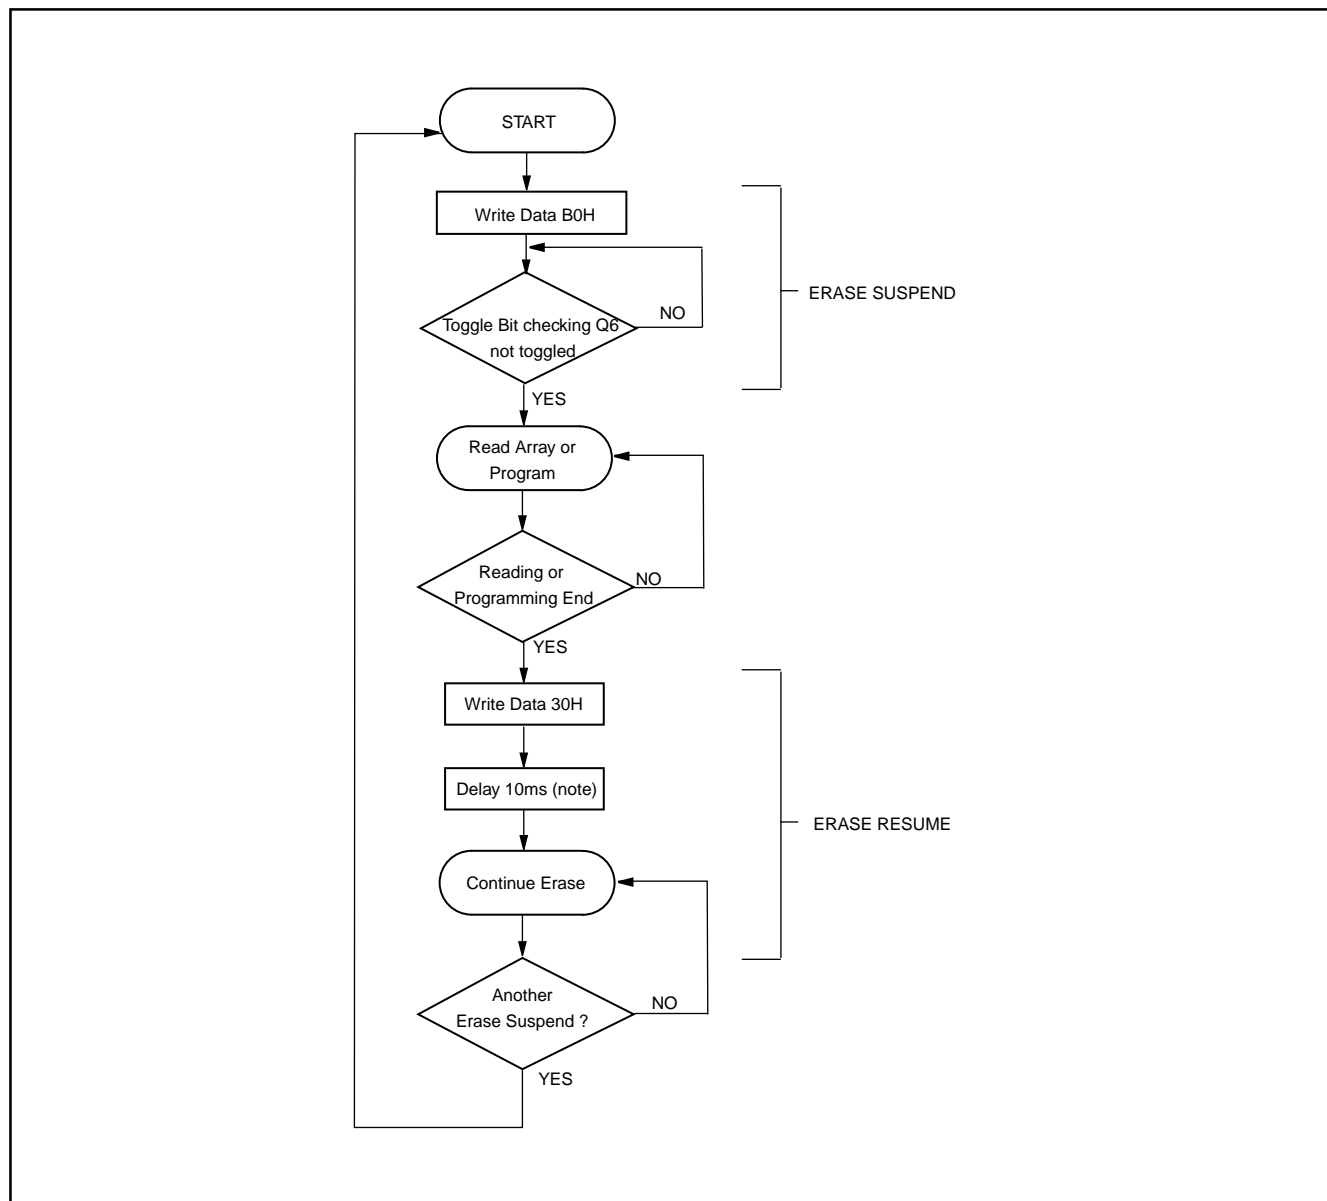 START
Write Data B0H
ERASE SUSPEND
NO
Toggle Bit checking Q6
not toggled
YES
Read Array or
Program
Reading or
NO
Programming End
YES
Write Data 30H
Delay 10ms (note)
ERASE RESUME
Continue Erase
Another
NO
Erase Suspend ?
YES